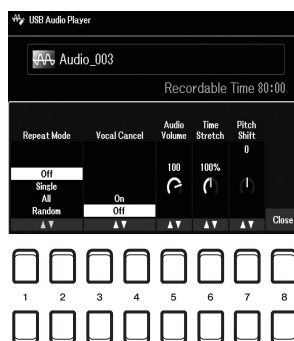 USB Audio Player
Audio_003
Recordable Time 80:00
Repeat Mode
Vocal Cancel
Audio Volume
Time Stretch
Pitch Shift
0
100
100%
Off
Single
All
Random
On
Off
Close
1 2 3 4 5 6 7 8